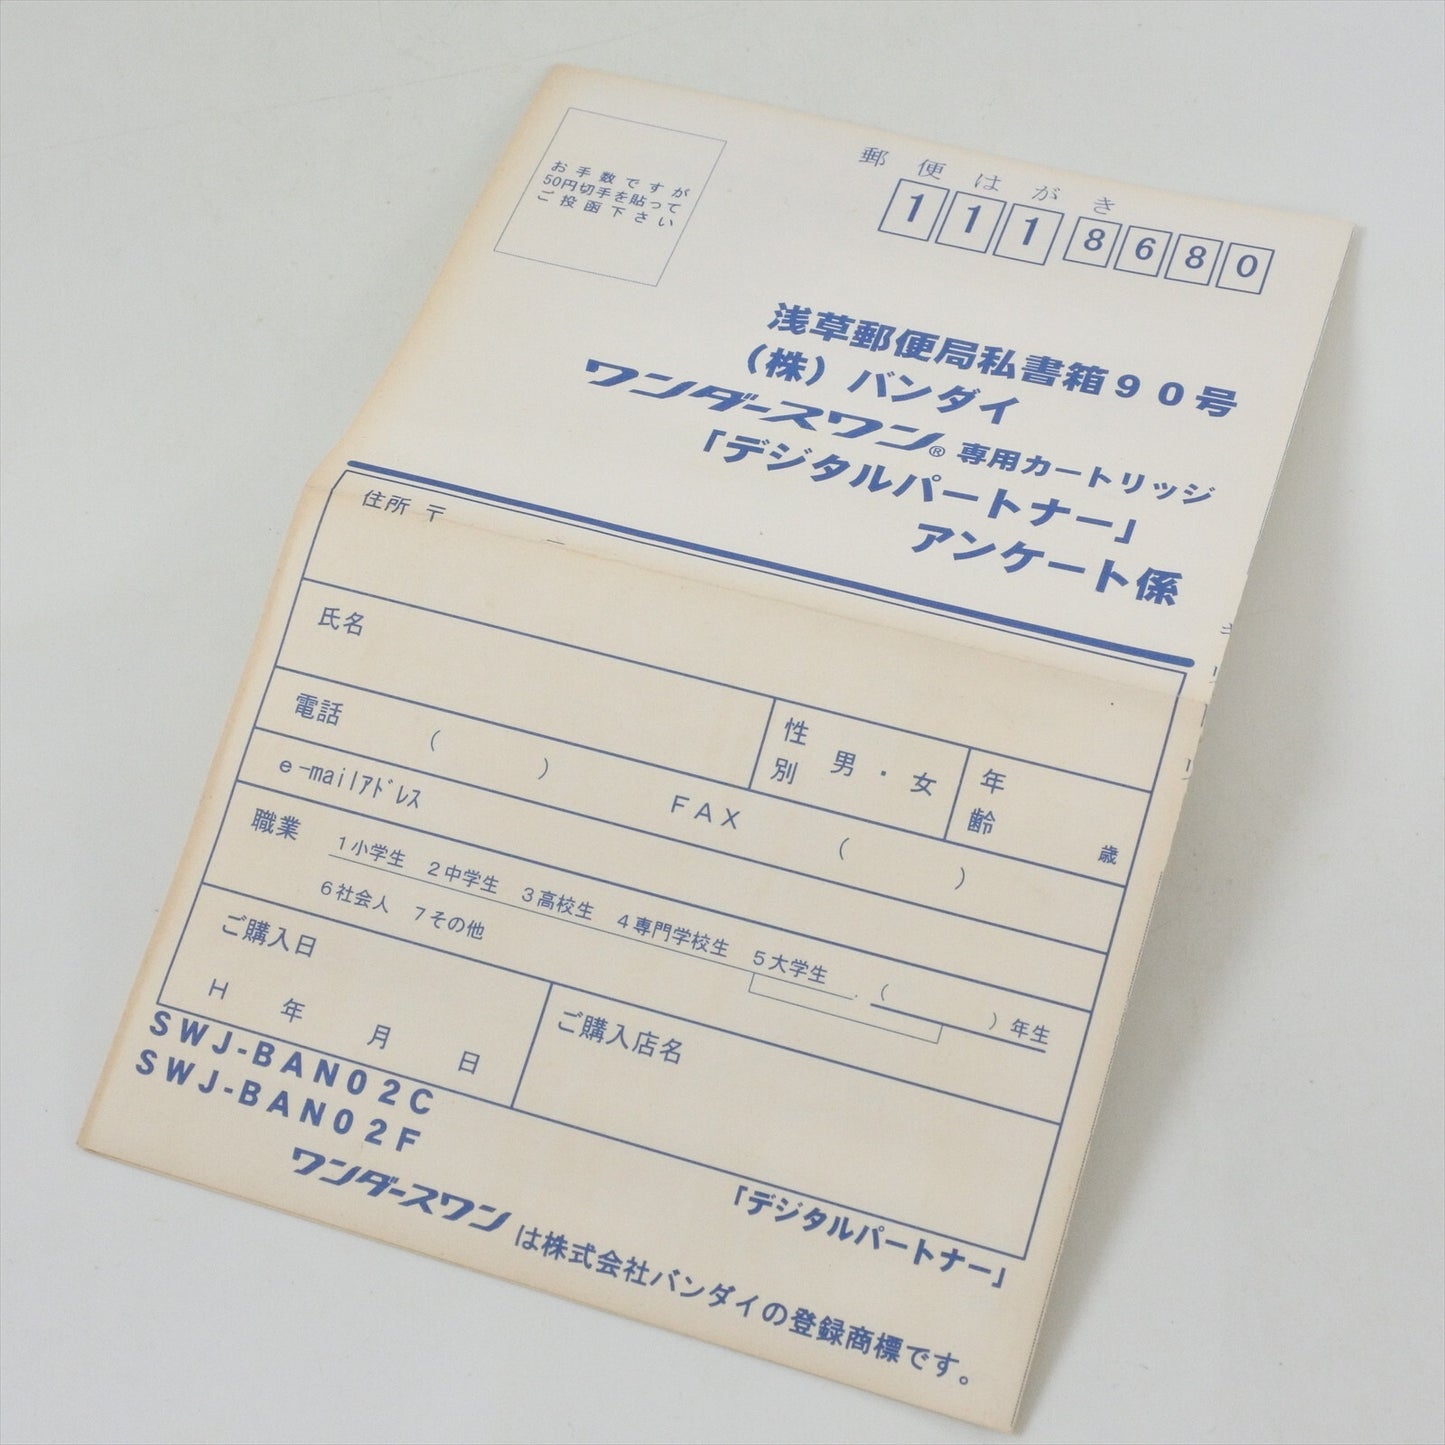 郵便はがき
お手数ですが
50円切手を貼って
ご投函下さい
1118680
浅草郵便局私書箱90号
(株) バンダイ
ワンダースワン® 専用カートリッジ
「デジタルパートナー」
アンケート係
キリトリ
住所 〒 －
氏名
性別 男・女
年齢 歳
電話 ( )
FAX ( )
e-mailアドレス
職業
1小学生 2中学生 3高校生 4専門学校生 5大学生 . ( ) 年生
6社会人 7その他
ご購入日
H 年 月 日
ご購入店名
SWJ-BAN02C
SWJ-BAN02F
「デジタルパートナー」
ワンダースワンは株式会社バンダイの登録商標です。